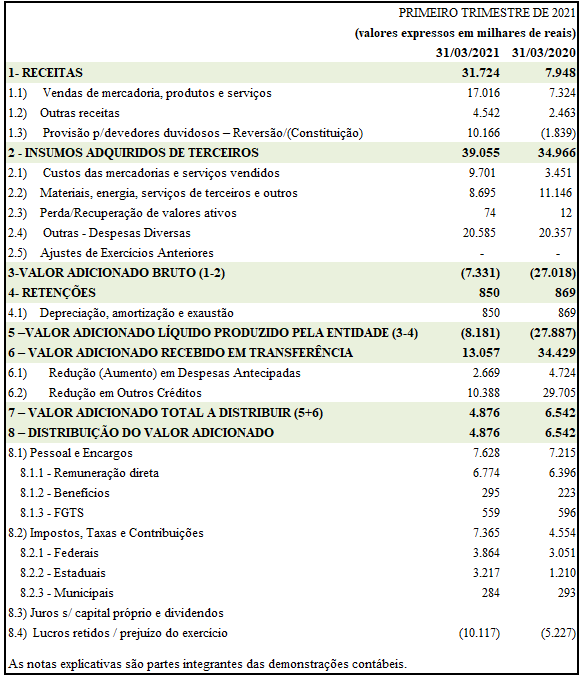 PRIMEIRO TRIMESTRE DE 2021
(valores expressos em milhares de reais)
31/03/2021 31/03/2020
1- RECEITAS 31.724 7.948
1.1) Vendas de mercadoria, produtos e serviços 17.016 7.324
1.2) Outras receitas 4.542 2.463
1.3) Provisão p/devedores duvidosos – Reversão/(Constituição) 10.166 (1.839)
2 - INSUMOS ADQUIRIDOS DE TERCEIROS 39.055 34.966
2.1) Custos das mercadorias e serviços vendidos 9.701 3.451
2.2) Materiais, energia, serviços de terceiros e outros 8.695 11.146
2.3) Perda/Recuperação de valores ativos 74 12
2.4) Outras - Despesas Diversas 20.585 20.357
2.5) Ajustes de Exercicios Anteriores - -
3-VALOR ADICIONADO BRUTO (1-2) (7.331) (27.018)
4- RETENÇÕES 850 869
4.1) Depreciação, amortização e exaustão 850 869
5 –VALOR ADICIONADO LÍQUIDO PRODUZIDO PELA ENTIDADE (3-4) (8.181) (27.887)
6 – VALOR ADICIONADO RECEBIDO EM TRANSFERÊNCIA 13.057 34.429
6.1) Redução (Aumento) em Despesas Antecipadas 2.669 4.724
6.2) Redução em Outros Créditos 10.388 29.705
7 – VALOR ADICIONADO TOTAL A DISTRIBUIR (5+6) 4.876 6.542
8 – DISTRIBUIÇÃO DO VALOR ADICIONADO 4.876 6.542
8.1) Pessoal e Encargos 7.628 7.215
8.1.1 - Remuneração direta 6.774 6.396
8.1.2 - Benefícios 295 223
8.1.3 - FGTS 559 596
8.2) Impostos, Taxas e Contribuições 7.365 4.554
8.2.1 - Federais 3.864 3.051
8.2.2 - Estaduais 3.217 1.210
8.2.3 - Municipais 284 293
8.3) Juros s/ capital próprio e dividendos
8.4) Lucros retidos / prejuízo do exercício (10.117) (5.227)
As notas explicativas são partes integrantes das demonstrações contábeis.